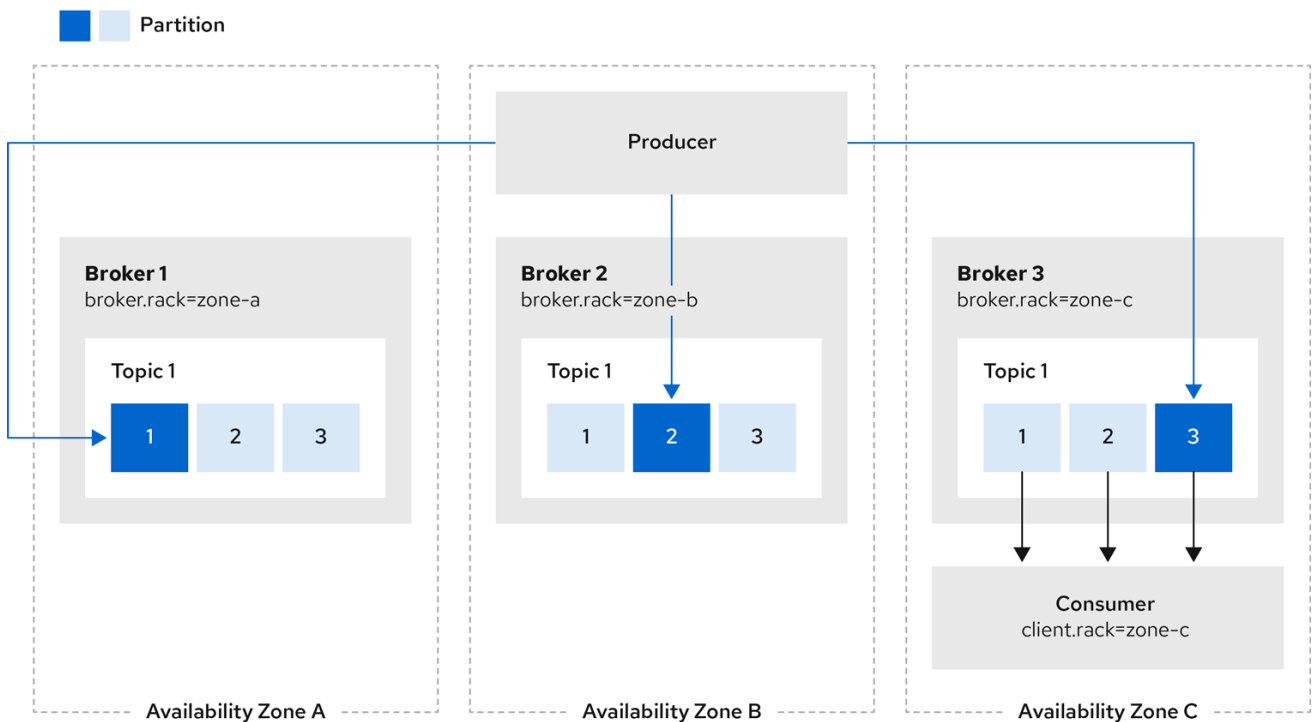 Partition
Producer
Broker 1
broker.rack=zone-a
Topic 1
1 2 3
Broker 2
broker.rack=zone-b
Topic 1
1 2 3
Broker 3
broker.rack=zone-c
Topic 1
1 2 3
Consumer
client.rack=zone-c
Availability Zone A
Availability Zone B
Availability Zone C